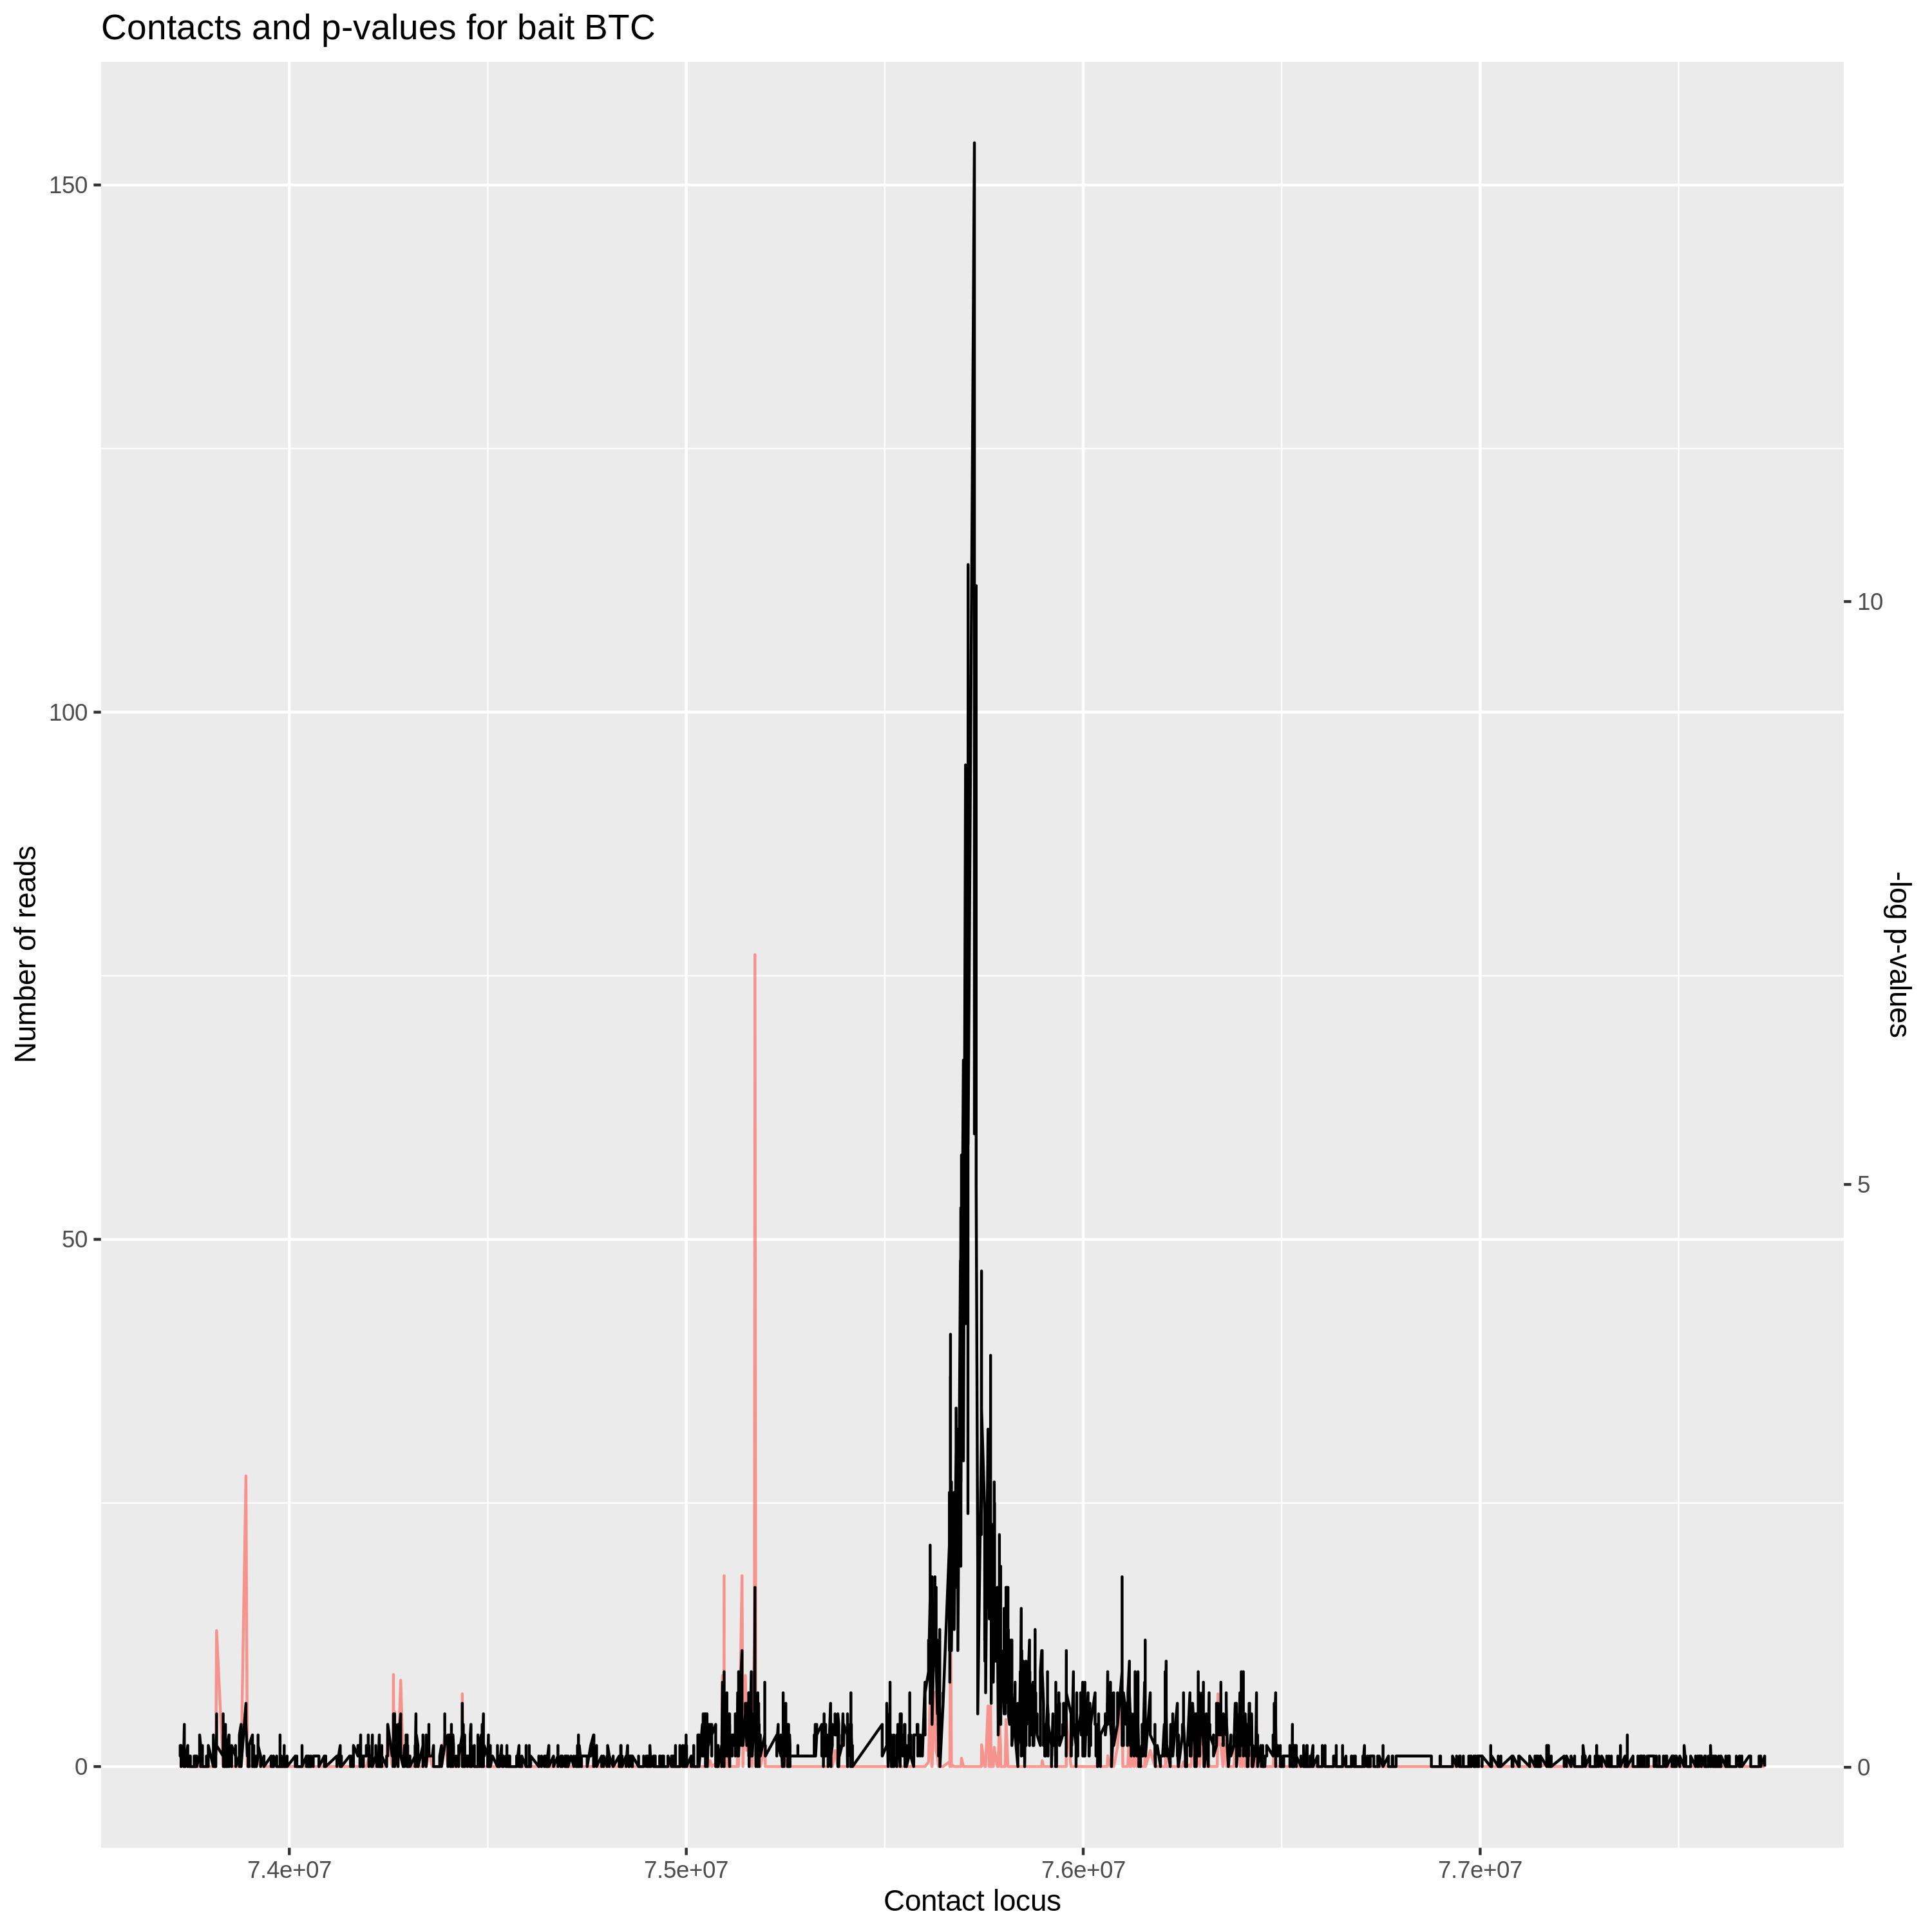 Contacts and p-values for bait BTC
150
100
50
0
Number of reads
10
5
0
-log p-values
7.4e+07
7.5e+07
7.6e+07
7.7e+07
Contact locus